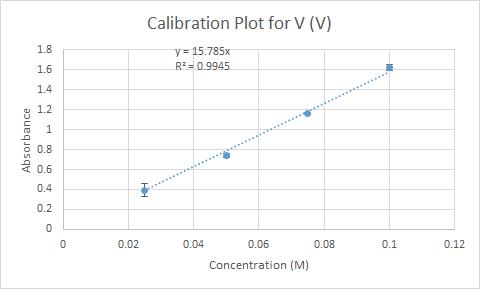 Calibration Plot for V (V)
y = 15.785x
R² = 0.9945
1.8
1.6
1.4
1.2
1
0.8
0.6
0.4
0.2
0
Absorbance
0 0.02 0.04 0.06 0.08 0.1 0.12
Concentration (M)